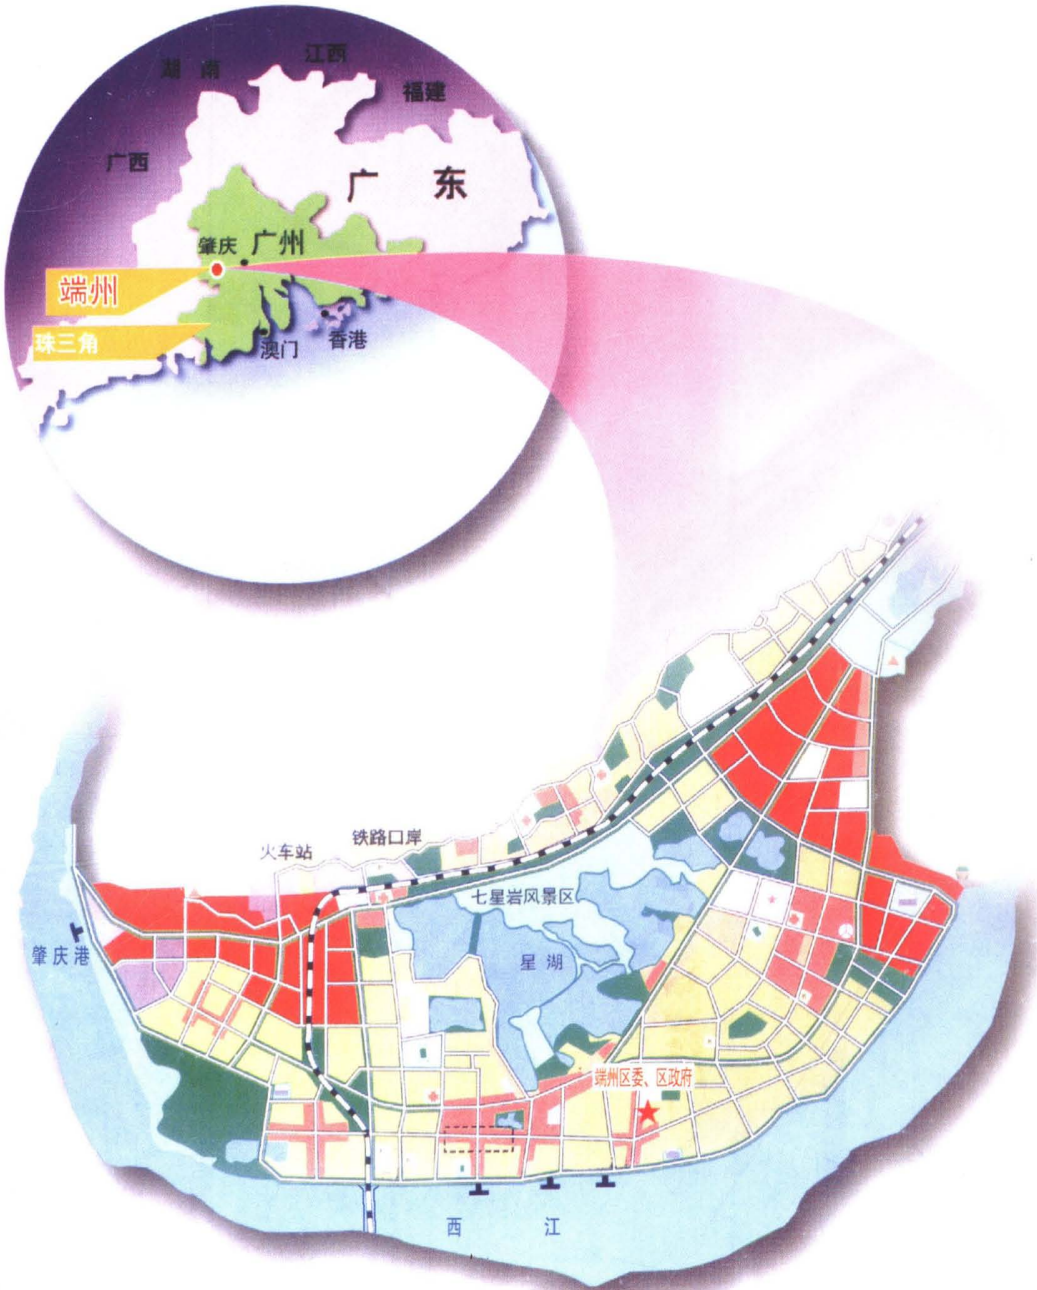 江西
湖南
福建
广西
广东
肇庆
广州
端州
珠三角
澳门
香港
铁路口岸
火车站
七星岩风景区
肇庆港
星湖
端州区委、区政府
西江